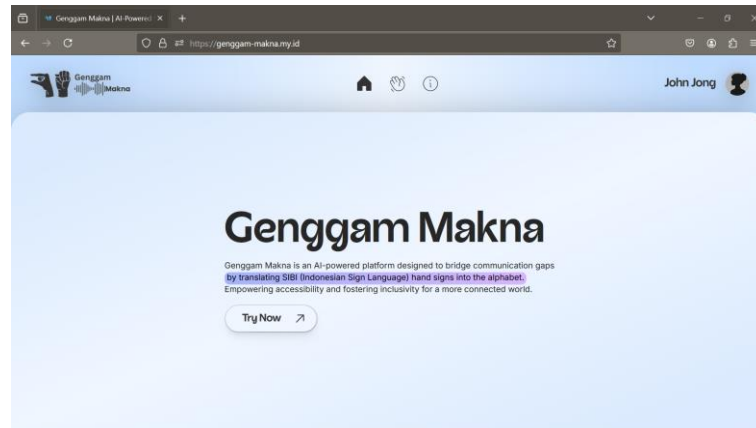 Genggam Makna | AI-Powered
https://genggam-makna.my.id
Genggam
Makna
John Jong
Genggam Makna
Genggam Makna is an AI-powered platform designed to bridge communication gaps
by translating SIBI (Indonesian Sign Language) hand signs into the alphabet.
Empowering accessibility and fostering inclusivity for a more connected world.
Try Now